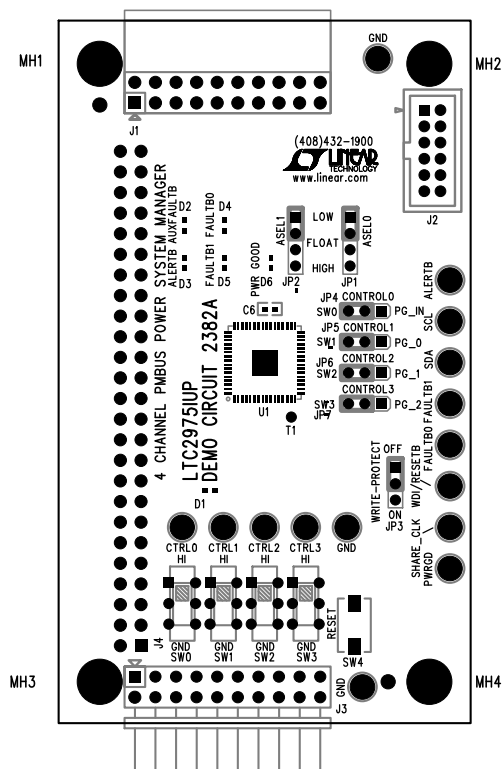 MH1
MH2
GND
J1
(408)432-1900
LINEAR
TECHNOLOGY
www.linear.com
J2
4 CHANNEL PMBUS POWER SYSTEM MANAGER
LTC2975IUP
DEMO CIRCUIT 2382A
ALERTB AUXFAULTB
D2
D3
FAULTB1 FAULTB0
D4
D5
PWR GOOD
D6
ASEL1
LOW
FLOAT
HIGH
ASEL0
JP2
JP1
C6
U1
T1
JP4 CONTROL0
SW0 PG_IN
JP5 CONTROL1
SW1 PG_0
JP6 CONTROL2
SW2 PG_1
CONTROL3
SW3 PG_2
JP7
ALERTB
SCL
SDA
FAULTB1
FAULTB0
WDI/RESETB
SHARE_CLK
PWRGD
WRITE-PROTECT
OFF
ON
JP3
D1
CTRL0 CTRL1 CTRL2 CTRL3 GND
HI HI HI HI
GND GND GND GND
SW0 SW1 SW2 SW3
RESET
SW4
J4
MH3
GND
J3
MH4